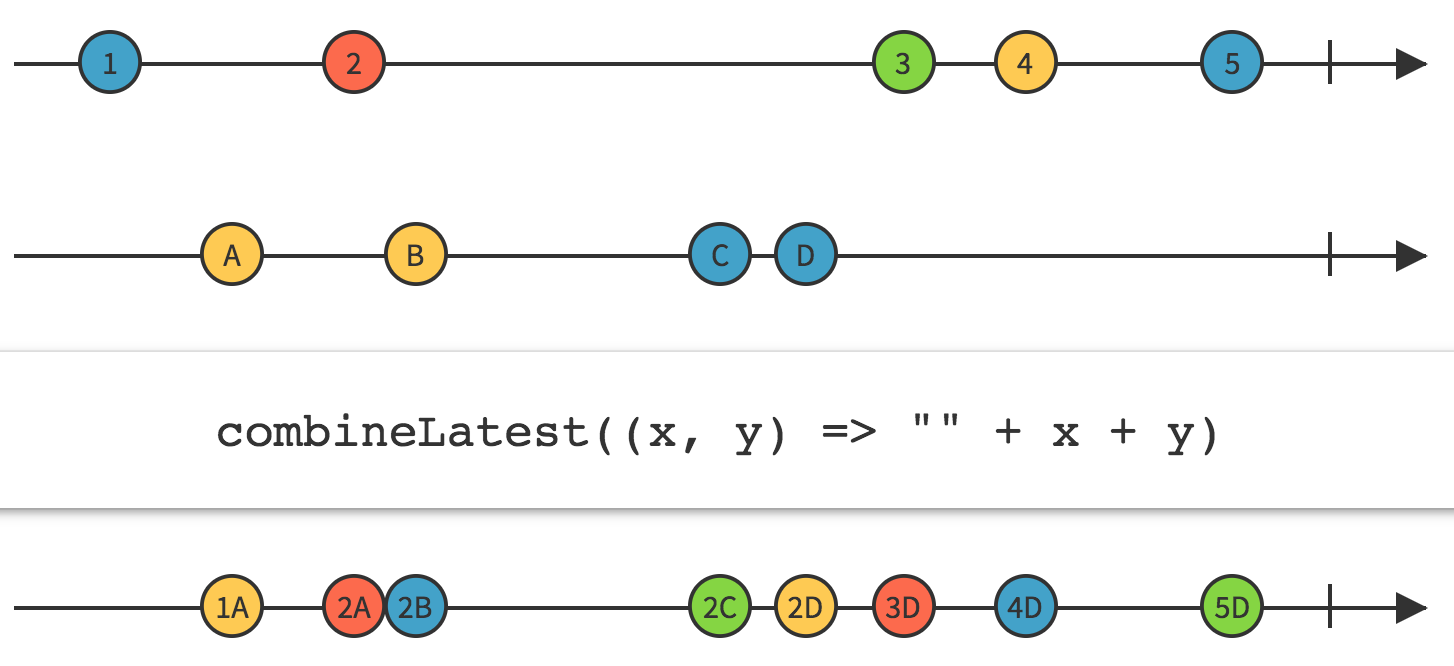 1 2 3 4 5
A B C D
combineLatest((x, y) => "" + x + y)
1A 2A 2B 2C 2D 3D 4D 5D